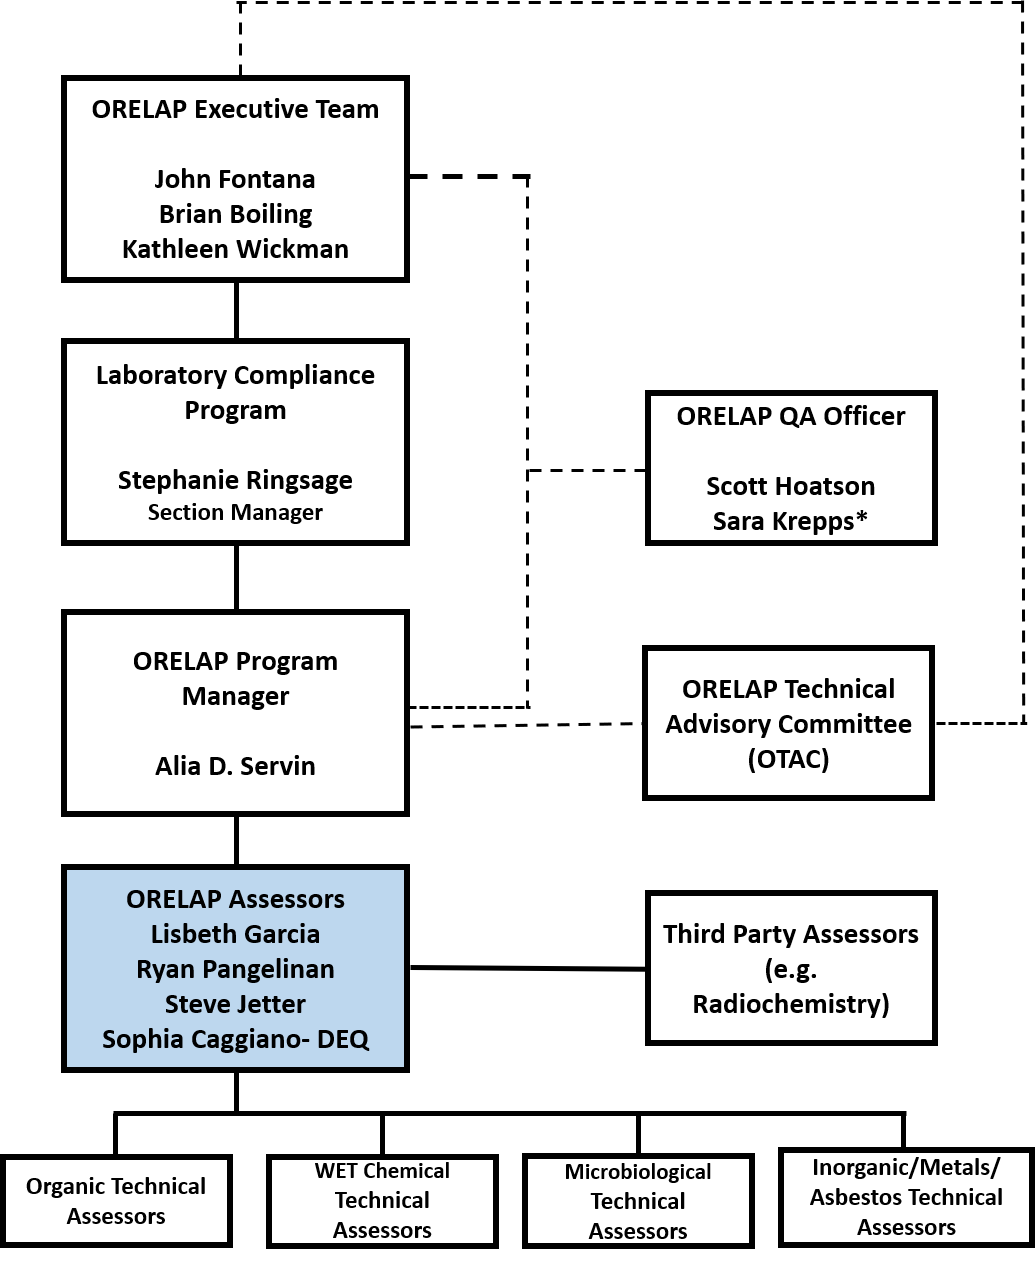 ORELAP Executive Team
John Fontana
Brian Boiling
Kathleen Wickman
Laboratory Compliance
Program
Stephanie Ringsage
Section Manager
ORELAP QA Officer
Scott Hoatson
Sara Krepps*
ORELAP Program
Manager
Alia D. Servin
ORELAP Technical
Advisory Committee
(OTAC)
ORELAP Assessors
Lisbeth Garcia
Ryan Pangelinan
Steve Jetter
Sophia Caggiano- DEQ
Third Party Assessors
(e.g.
Radiochemistry)
Organic Technical
Assessors
WET Chemical
Technical
Assessors
Microbiological
Technical
Assessors
Inorganic/Metals/
Asbestos Technical
Assessors